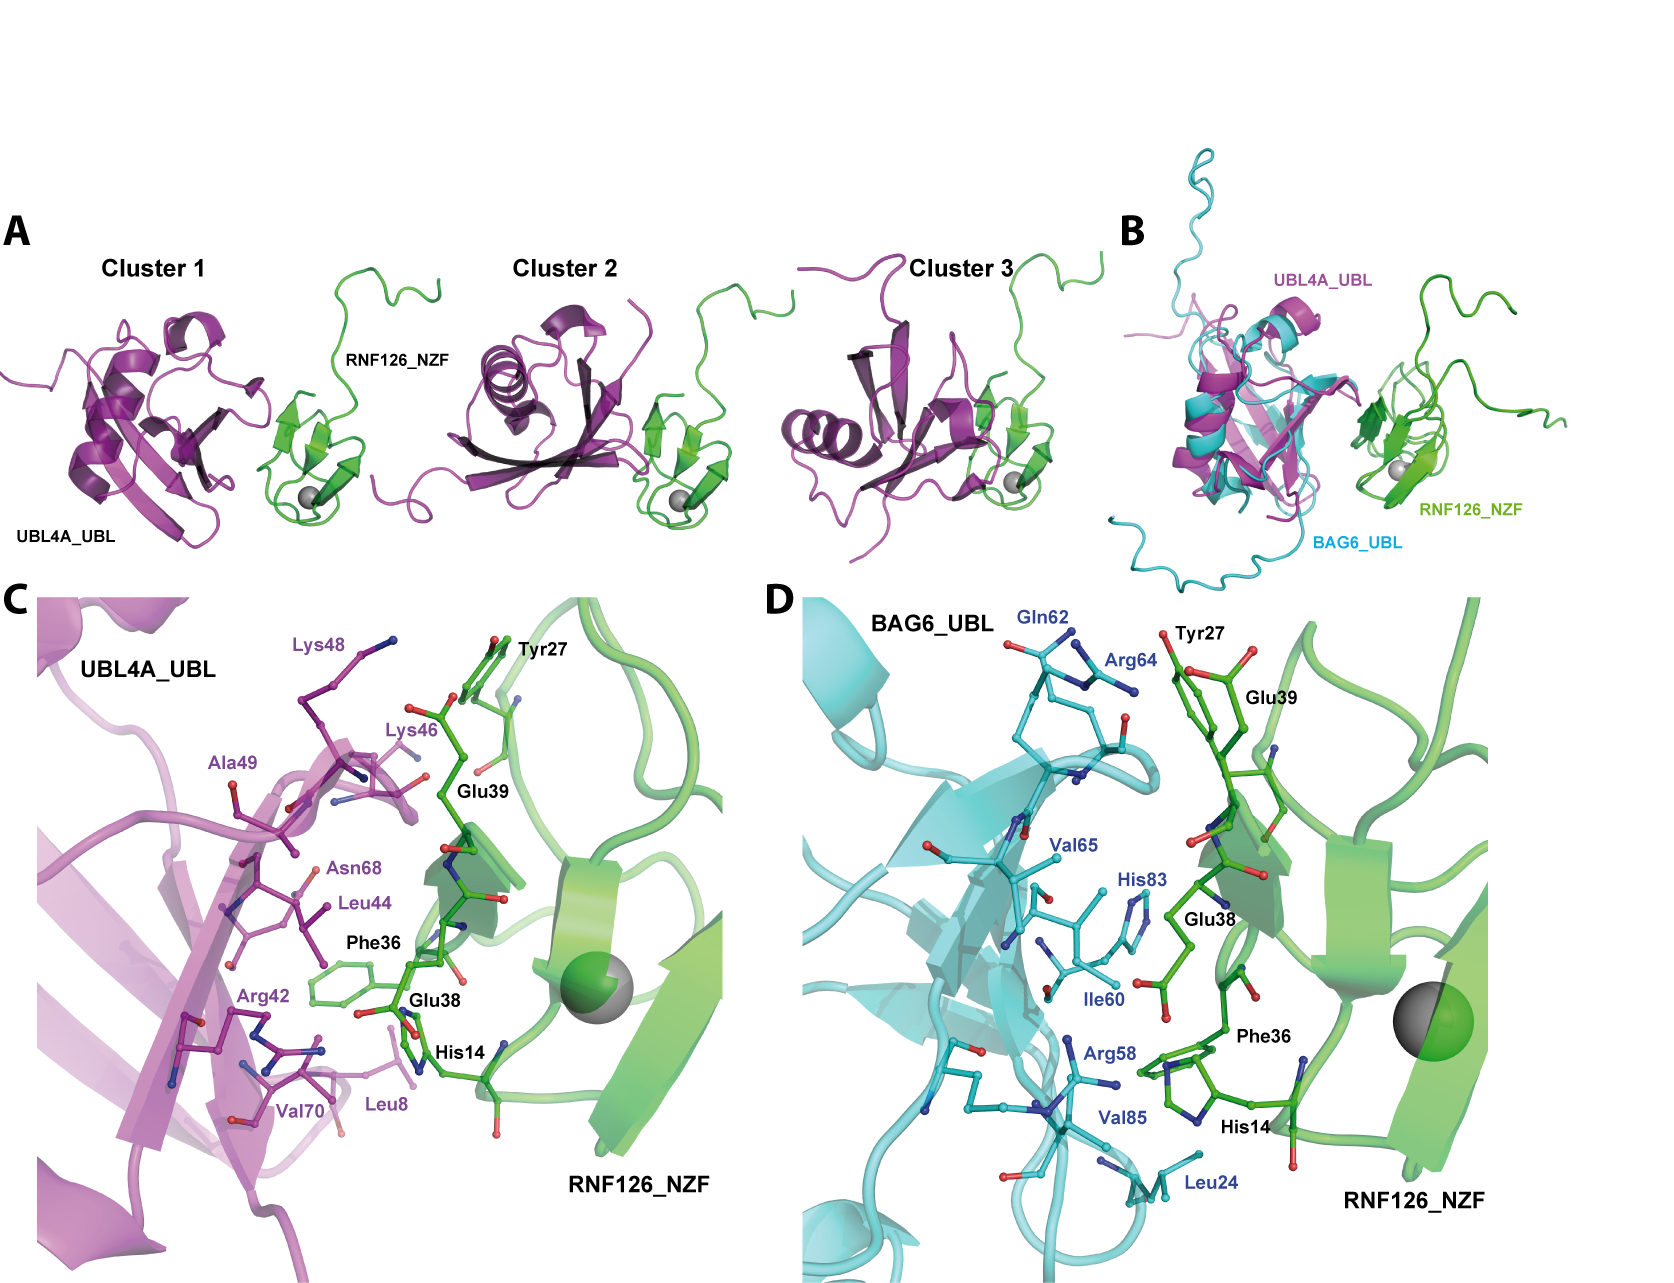 A
Cluster 1
Cluster 2
Cluster 3
RNF126_NZF
UBL4A_UBL
B
UBL4A_UBL
RNF126_NZF
BAG6_UBL
C
UBL4A_UBL
Lys48
Tyr27
Lys46
Ala49
Glu39
Asn68
Leu44
Phe36
Arg42
Glu38
His14
Val70
Leu8
RNF126_NZF
D
BAG6_UBL
Gln62
Tyr27
Arg64
Glu39
Val65
His83
Glu38
Ile60
Phe36
Arg58
Val85
His14
Leu24
RNF126_NZF